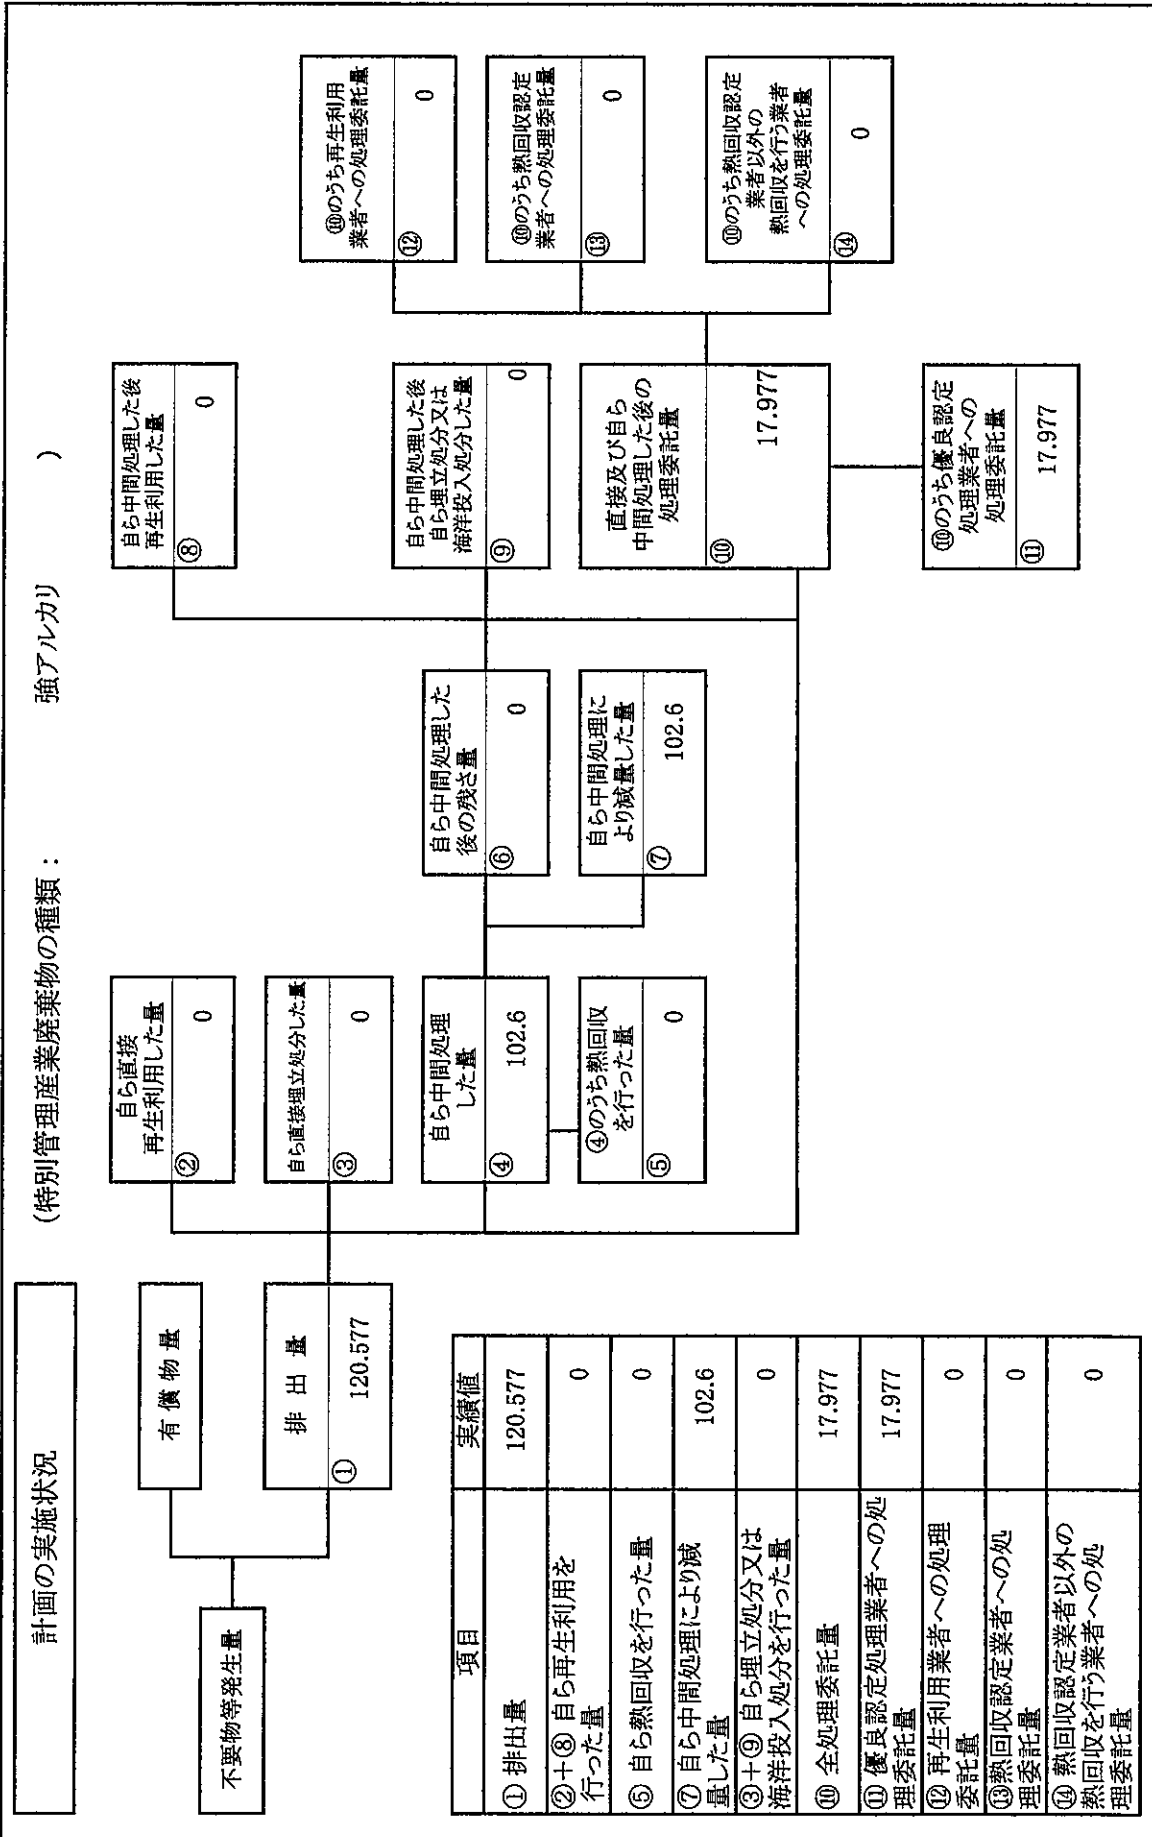 計画の実施状況
(特別管理産業廃棄物の種類：　強アルカリ　)
不要物等発生量
有 償 物 量
排 出 量
① 120.577
自ら直接
再生利用した量
② 0
自ら直接埋立処分した量
③ 0
自ら中間処理
した量
④ 102.6
④のうち熱回収
を行った量
⑤ 0
自ら中間処理した
後の残さ量
⑥ 0
自ら中間処理に
より減量した量
⑦ 102.6
自ら中間処理した後
再生利用した量
⑧ 0
自ら中間処理した後
自ら埋立処分又は
海洋投入処分した量
⑨ 0
直接及び自ら
中間処理した後の
処理委託量
⑩ 17.977
⑩のうち優良認定
処理業者への
処理委託量
⑪ 17.977
⑩のうち再生利用
業者への処理委託量
⑫ 0
⑩のうち熱回収認定
業者への処理委託量
⑬ 0
⑩のうち熱回収認定
業者以外の
熱回収を行う業者
への処理委託量
⑭ 0
項目 実績値
① 排出量 120.577
②＋⑧ 自ら再生利用を
行った量 0
⑤ 自ら熱回収を行った量 0
⑦ 自ら中間処理により減
量した量 102.6
③＋⑨ 自ら埋立処分又は
海洋投入処分を行った量 0
⑩ 全処理委託量 17.977
⑪ 優良認定処理業者への処
理委託量 17.977
⑫ 再生利用業者への処理
委託量 0
⑬熱回収認定業者への処
理委託量 0
⑭ 熱回収認定業者以外の
熱回収を行う業者への処
理委託量 0